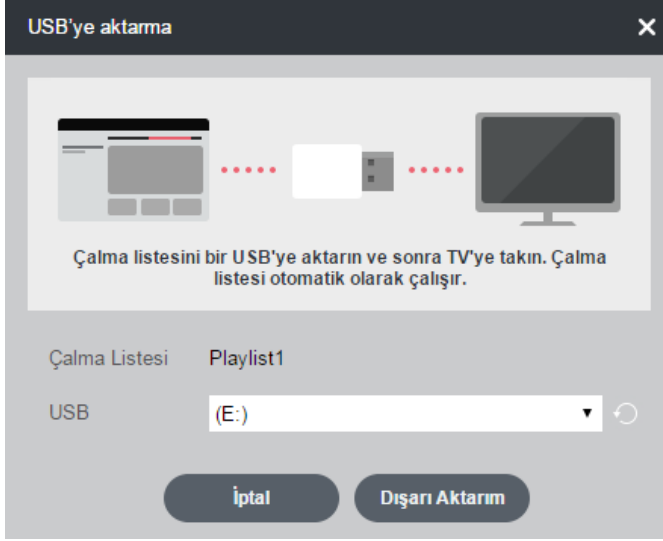 USB'ye aktarma
Çalma listesini bir USB'ye aktarın ve sonra TV'ye takın. Çalma
listesi otomatik olarak çalışır.
Çalma Listesi Playlist1
USB (E:)
İptal Dışarı Aktarım